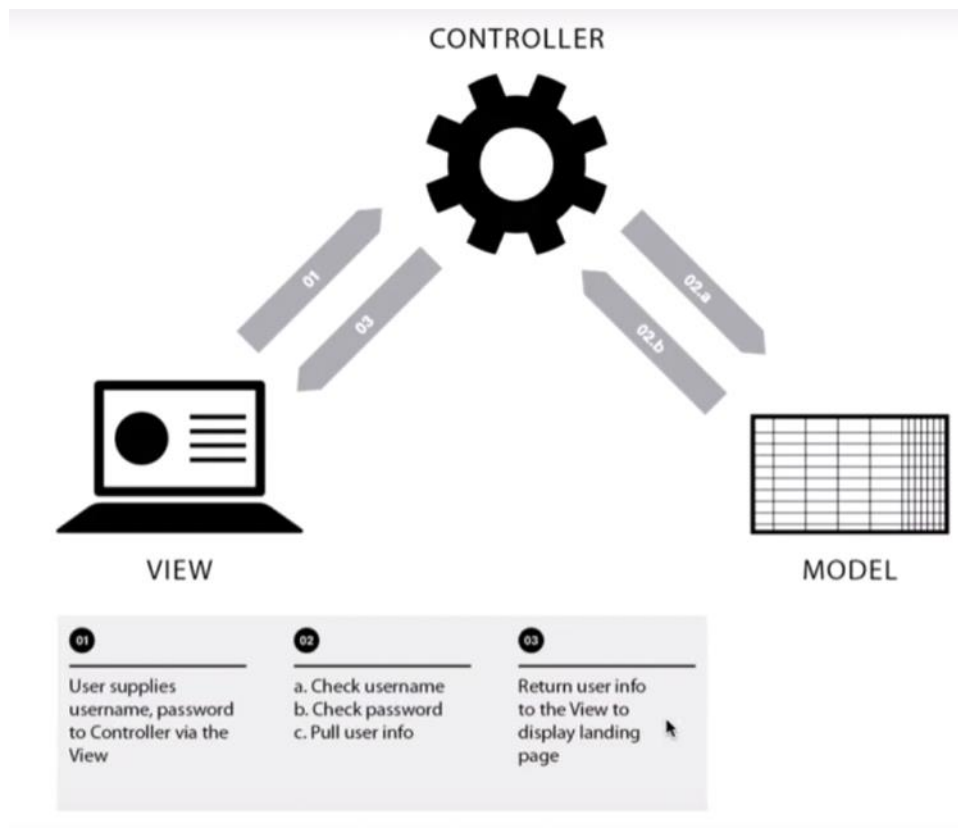 CONTROLLER
01
03
02.a
02.b
VIEW
MODEL
01
User supplies
username, password
to Controller via the
View
02
a. Check username
b. Check password
c. Pull user info
03
Return user info
to the View to
display landing
page